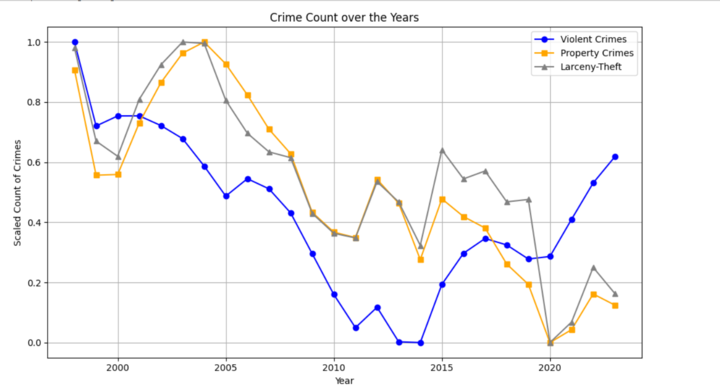 Crime Count over the Years
Violent Crimes
Property Crimes
Larceny-Theft
Scaled Count of Crimes
1.0
0.8
0.6
0.4
0.2
0.0
2000 2005 2010 2015 2020
Year